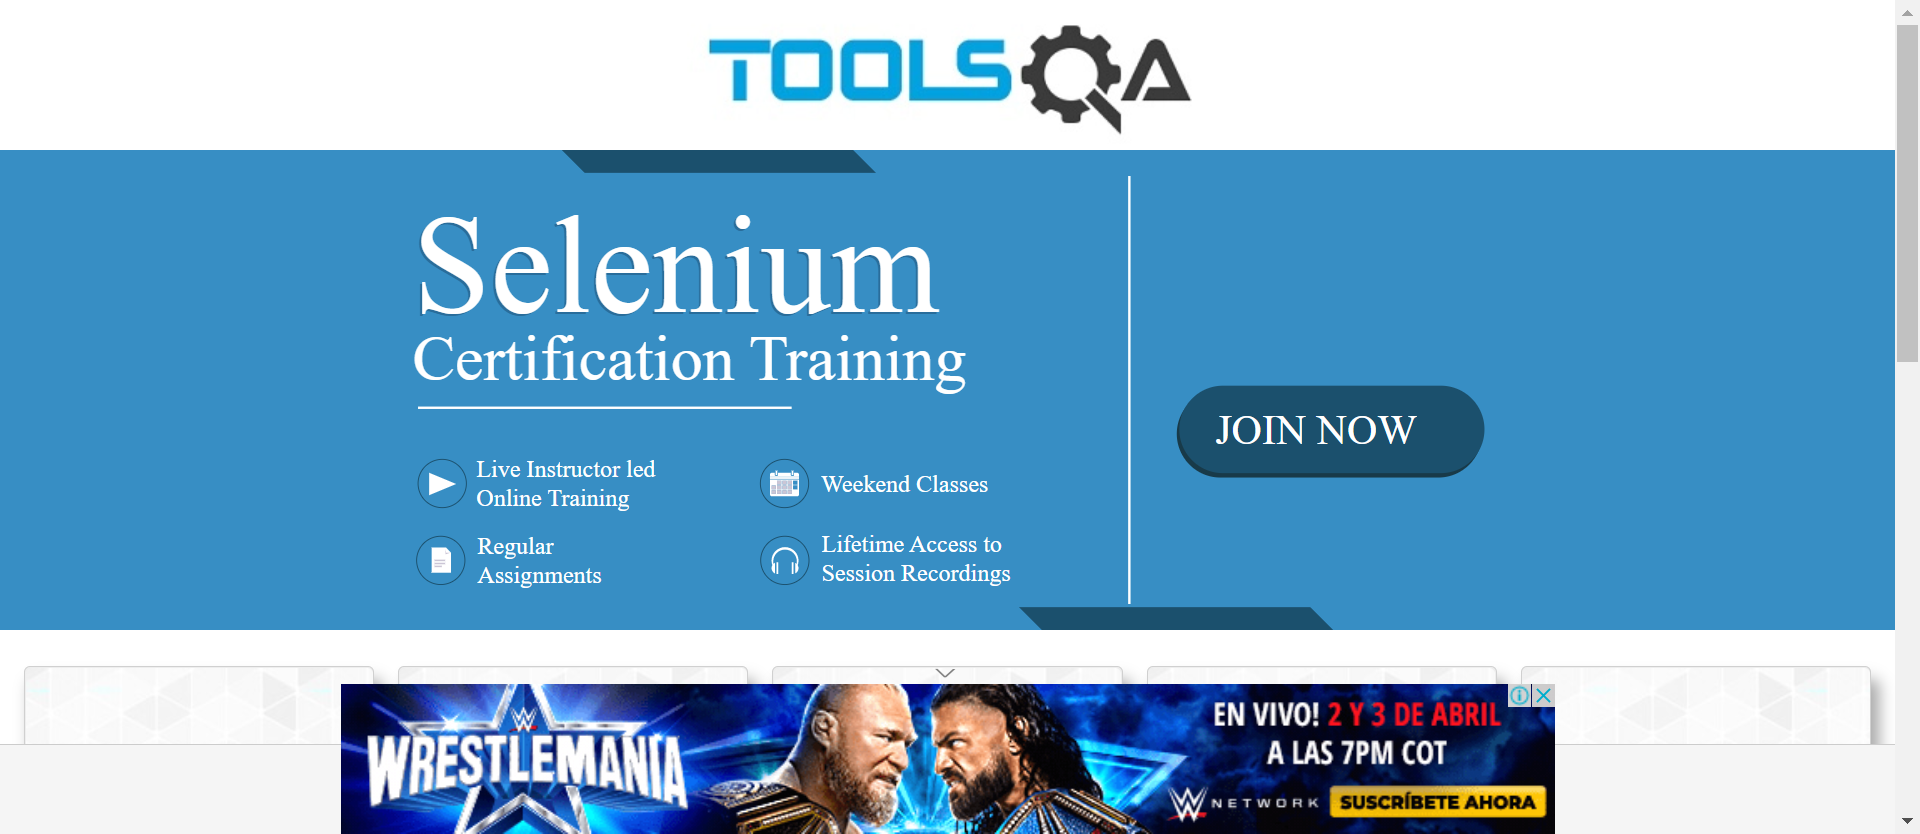 TOOLSQA
Selenium
Certification Training
JOIN NOW
Live Instructor led
Online Training
Weekend Classes
Regular
Assignments
Lifetime Access to
Session Recordings
WRESTLEMANIA
EN VIVO! 2 Y 3 DE ABRIL
A LAS 7PM COT
W NETWORK
SUSCRÍBETE AHORA